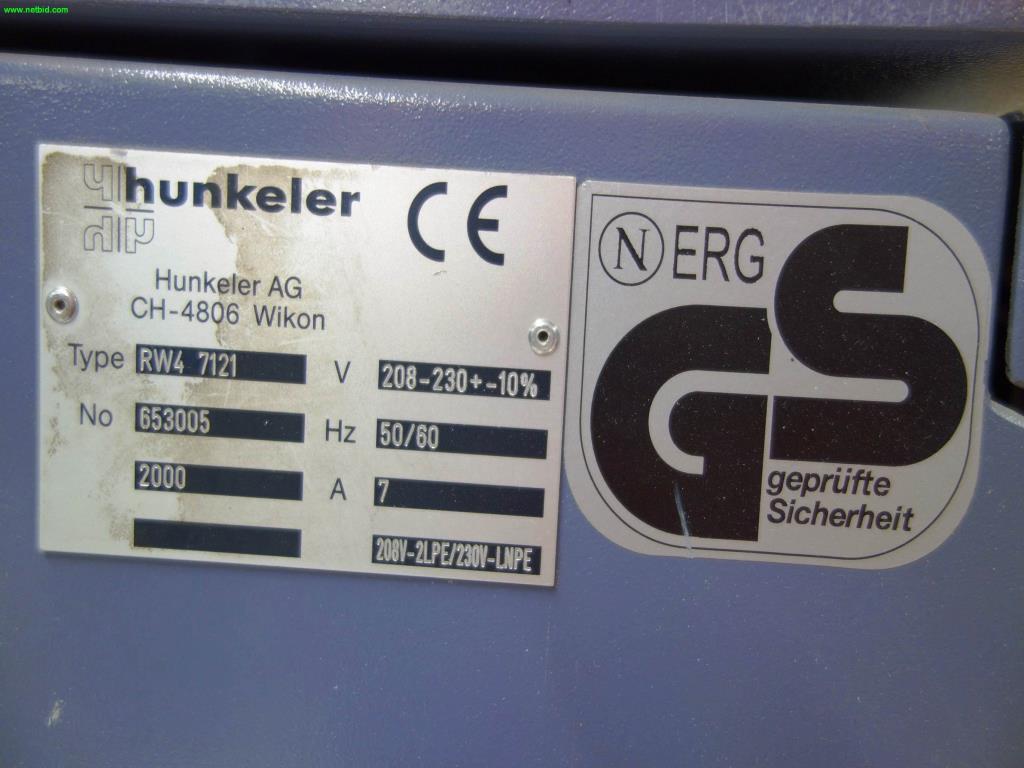 www.netbid.com
hunkeler CE
Hunkeler AG
CH-4806 Wikon
Type RW4 7121 V 208-230+-10%
No 653005 Hz 50/60
2000 A 7
208V-2LPE/230V-LNPE
N ERG
GS
geprüfte
Sicherheit